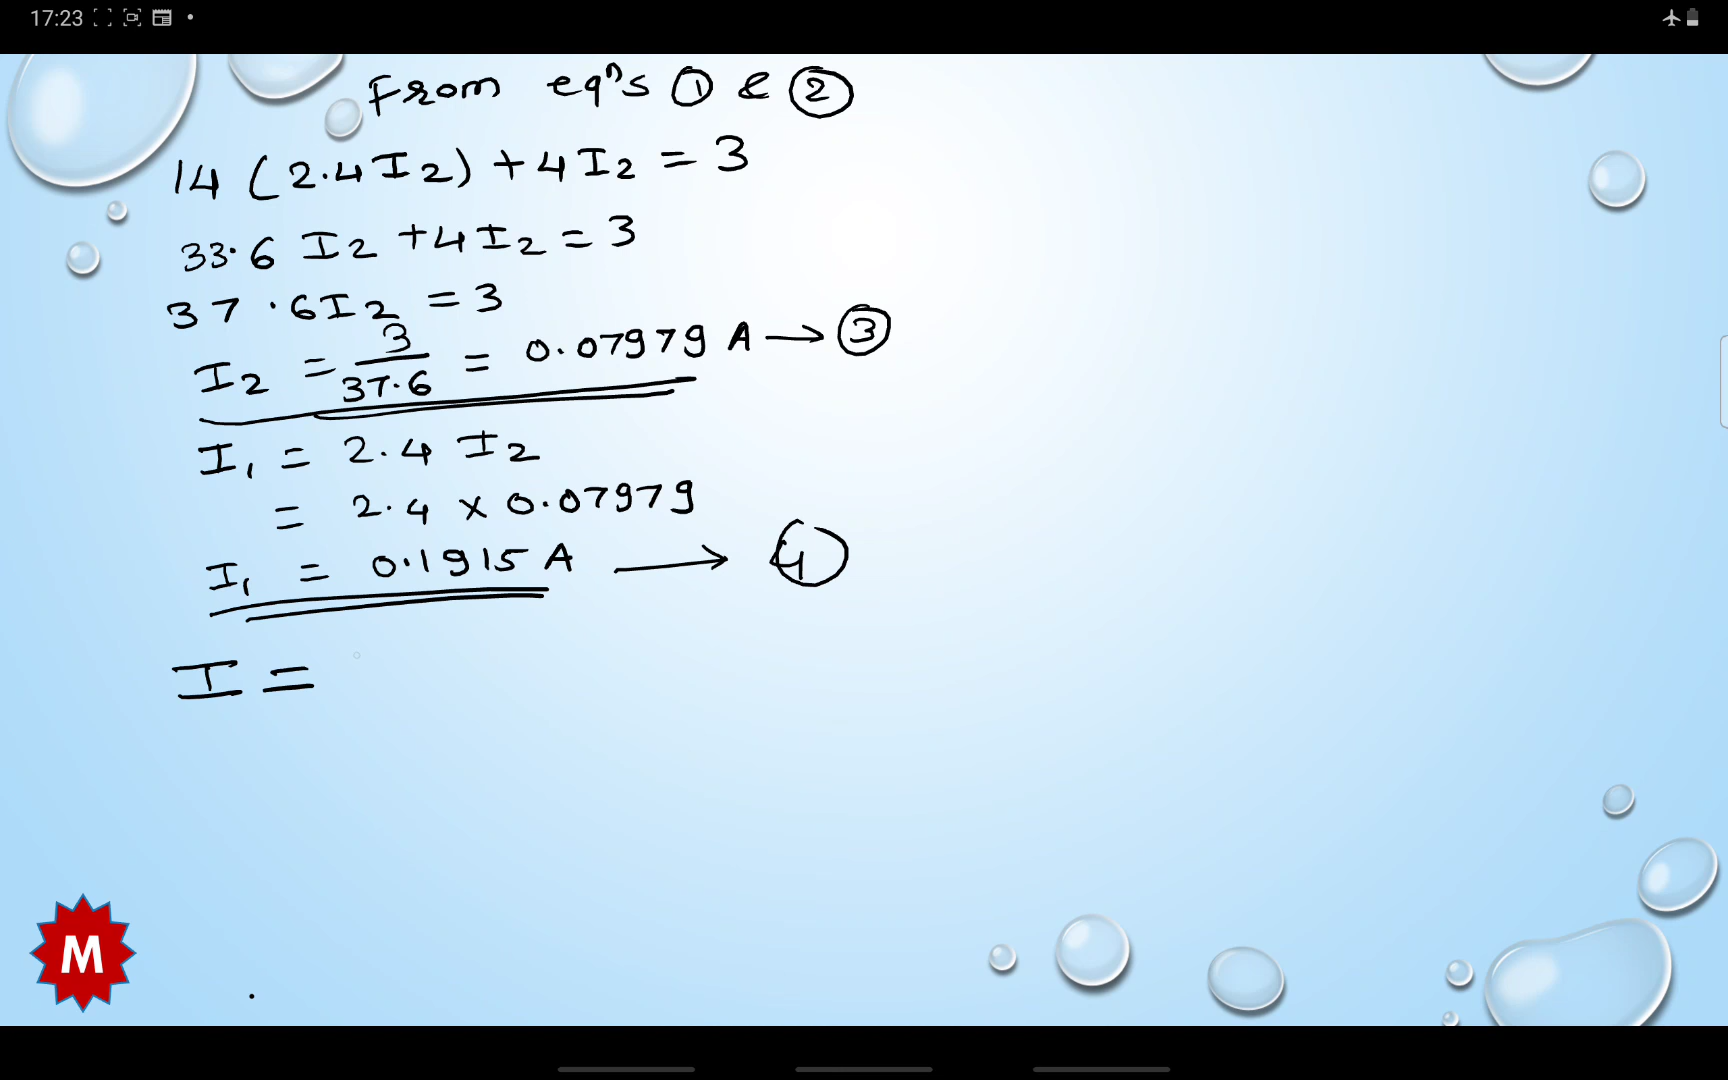 17:23
From eqⁿs ① & ②
14 (2.4I₂) + 4I₂ = 3
33.6 I₂ + 4I₂ = 3
37.6I₂ = 3
I₂ = 3/37.6 = 0.07979 A → ③
I₁ = 2.4 I₂
= 2.4 x 0.07979
I₁ = 0.1915 A → ④
I =
M